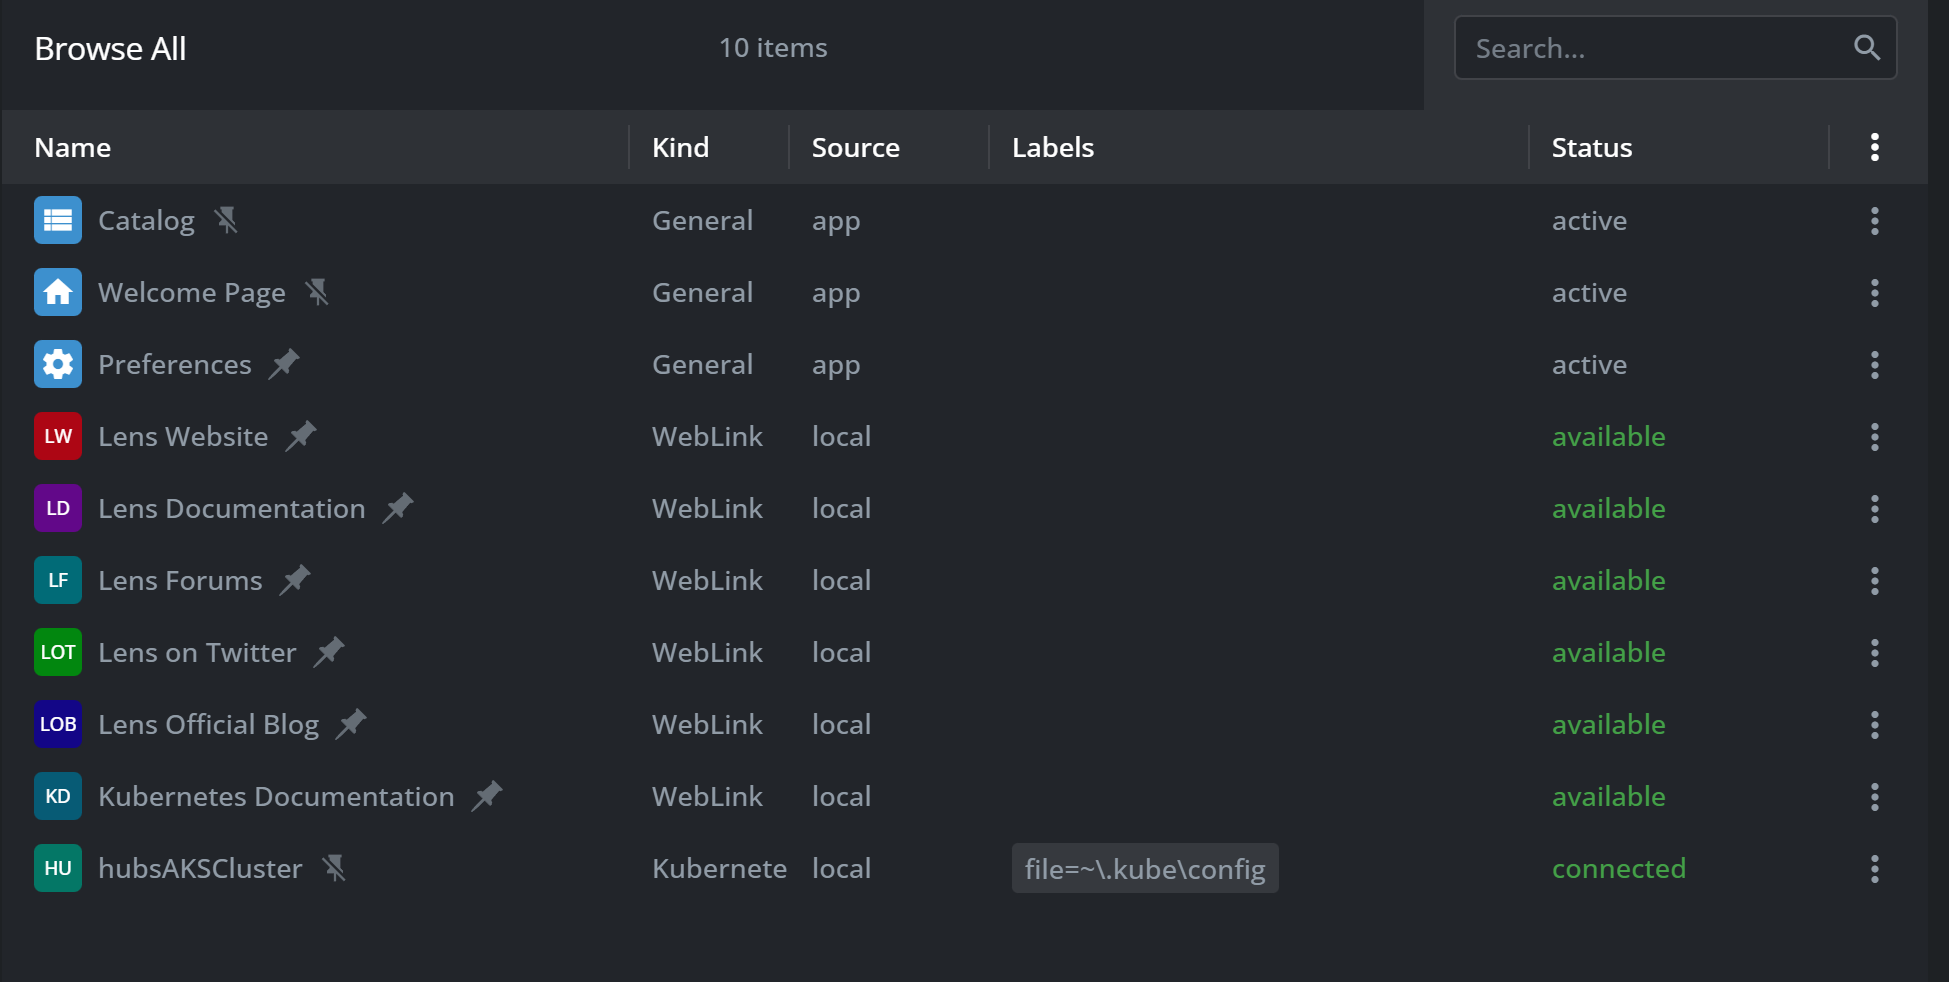 Browse All 10 items Search...
Name Kind Source Labels Status
Catalog General app active
Welcome Page General app active
Preferences General app active
LW Lens Website WebLink local available
LD Lens Documentation WebLink local available
LF Lens Forums WebLink local available
LOT Lens on Twitter WebLink local available
LOB Lens Official Blog WebLink local available
KD Kubernetes Documentation WebLink local available
HU hubsAKSCluster Kubernete local file=~\.kube\config connected